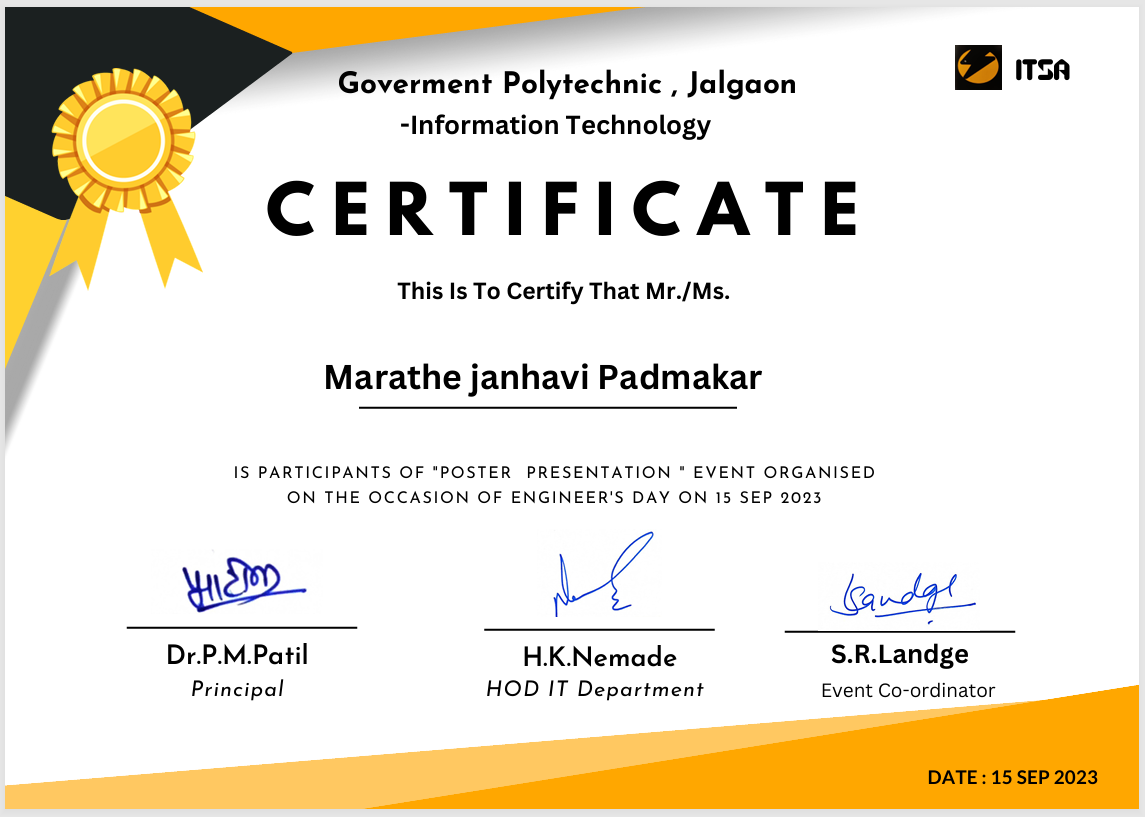 Goverment Polytechnic , Jalgaon
ITSA
-Information Technology
CERTIFICATE
This Is To Certify That Mr./Ms.
Marathe janhavi Padmakar
IS PARTICIPANTS OF "POSTER PRESENTATION " EVENT ORGANISED
ON THE OCCASION OF ENGINEER'S DAY ON 15 SEP 2023
Dr.P.M.Patil
Principal
H.K.Nemade
HOD IT Department
S.R.Landge
Event Co-ordinator
DATE : 15 SEP 2023